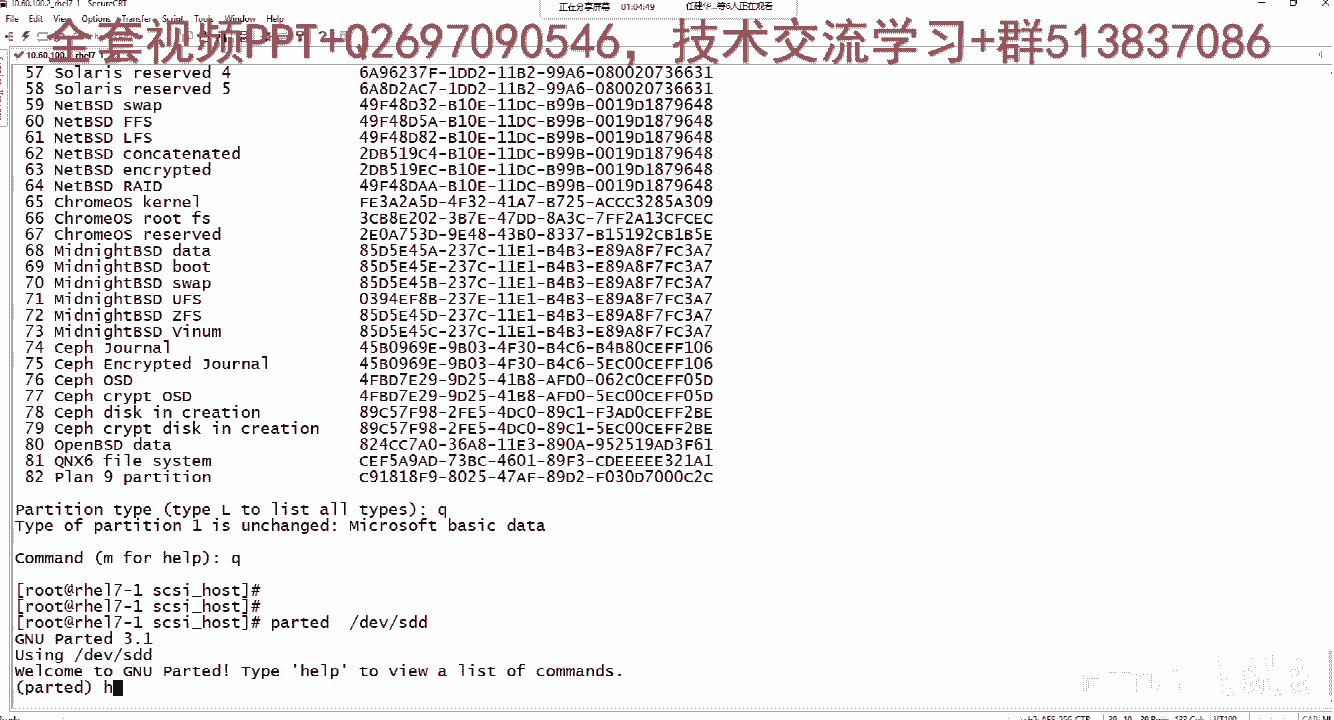 10.60.100.2_rhel7_1 - SecureCRT
正在分享屏幕 01:04:49 任建华...等6人正在观看
File Edit View Options Transfer Script Tools Window Help
全套视频PPT+Q2697090546，技术交流学习+群513837086
57 Solaris reserved 4 6A96237F-1DD2-11B2-99A6-080020736631
58 Solaris reserved 5 6A8D2AC7-1DD2-11B2-99A6-080020736631
59 NetBSD swap 49F48D32-B10E-11DC-B99B-0019D1879648
60 NetBSD FFS 49F48D5A-B10E-11DC-B99B-0019D1879648
61 NetBSD LFS 49F48D82-B10E-11DC-B99B-0019D1879648
62 NetBSD concatenated 2DB519C4-B10E-11DC-B99B-0019D1879648
63 NetBSD encrypted 2DB519EC-B10E-11DC-B99B-0019D1879648
64 NetBSD RAID 49F48DAA-B10E-11DC-B99B-0019D1879648
65 ChromeOS kernel FE3A2A5D-4F32-41A7-B725-ACCC3285A309
66 ChromeOS root fs 3CB8E202-3B7E-47DD-8A3C-7FF2A13CFCEC
67 ChromeOS reserved 2E0A753D-9E48-43B0-8337-B15192CB1B5E
68 MidnightBSD data 85D5E45A-237C-11E1-B4B3-E89A8F7FC3A7
69 MidnightBSD boot 85D5E45E-237C-11E1-B4B3-E89A8F7FC3A7
70 MidnightBSD swap 85D5E45B-237C-11E1-B4B3-E89A8F7FC3A7
71 MidnightBSD UFS 0394EF8B-237E-11E1-B4B3-E89A8F7FC3A7
72 MidnightBSD ZFS 85D5E45D-237C-11E1-B4B3-E89A8F7FC3A7
73 MidnightBSD Vinum 85D5E45C-237C-11E1-B4B3-E89A8F7FC3A7
74 Ceph Journal 45B0969E-9B03-4F30-B4C6-B4B80CEFF106
75 Ceph Encrypted Journal 45B0969E-9B03-4F30-B4C6-5EC00CEFF106
76 Ceph OSD 4FBD7E29-9D25-41B8-AFD0-062C0CEFF05D
77 Ceph crypt OSD 4FBD7E29-9D25-41B8-AFD0-5EC00CEFF05D
78 Ceph disk in creation 89C57F98-2FE5-4DC0-89C1-F3AD0CEFF2BE
79 Ceph crypt disk in creation 89C57F98-2FE5-4DC0-89C1-5EC00CEFF2BE
80 OpenBSD data 824CC7A0-36A8-11E3-890A-952519AD3F61
81 QNX6 file system CEF5A9AD-73BC-4601-89F3-CDEEEEE321A1
82 Plan 9 partition C91818F9-8025-47AF-89D2-F030D7000C2C
Partition type (type L to list all types): q
Type of partition 1 is unchanged: Microsoft basic data
Command (m for help): q
[root@rhel7-1 scsi_host]#
[root@rhel7-1 scsi_host]#
[root@rhel7-1 scsi_host]# parted /dev/sdd
GNU Parted 3.1
Using /dev/sdd
Welcome to GNU Parted! Type 'help' to view a list of commands.
(parted) h